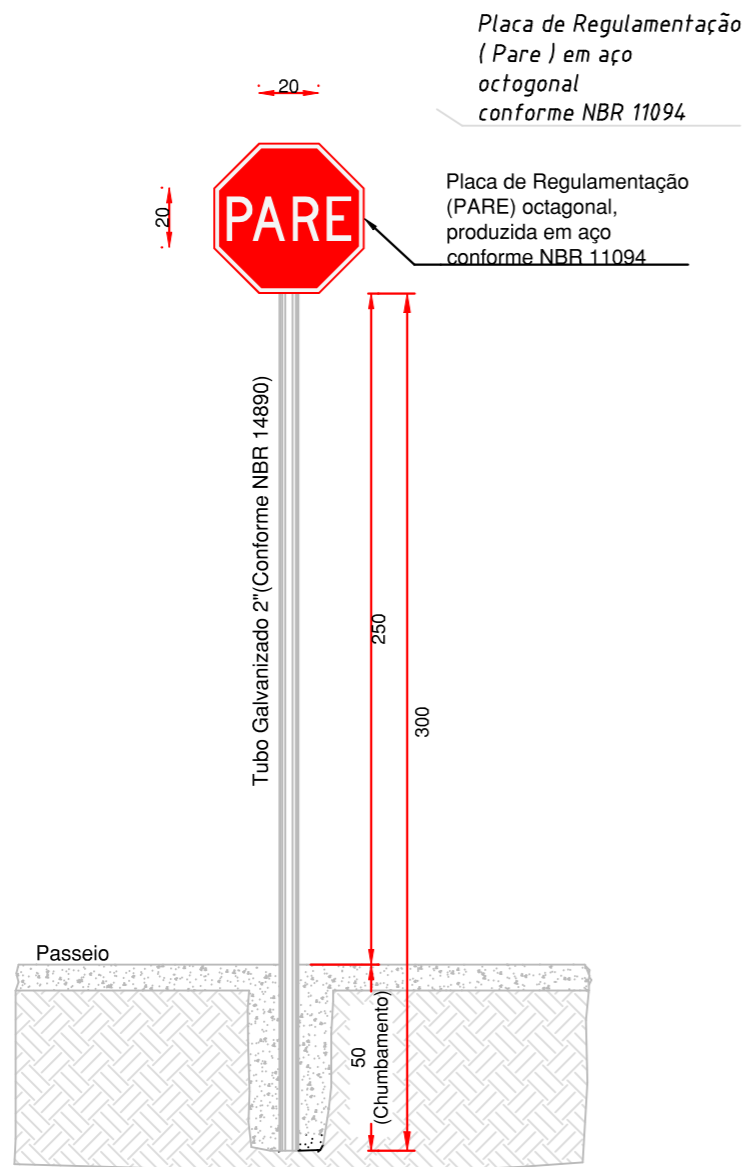 Placa de Regulamentação
( Pare ) em aço
octogonal
conforme NBR 11094
20
20
PARE
Placa de Regulamentação
(PARE) octagonal,
produzida em aço
conforme NBR 11094
Tubo Galvanizado 2"(Conforme NBR 14890)
250
300
Passeio
50
(Chumbamento)